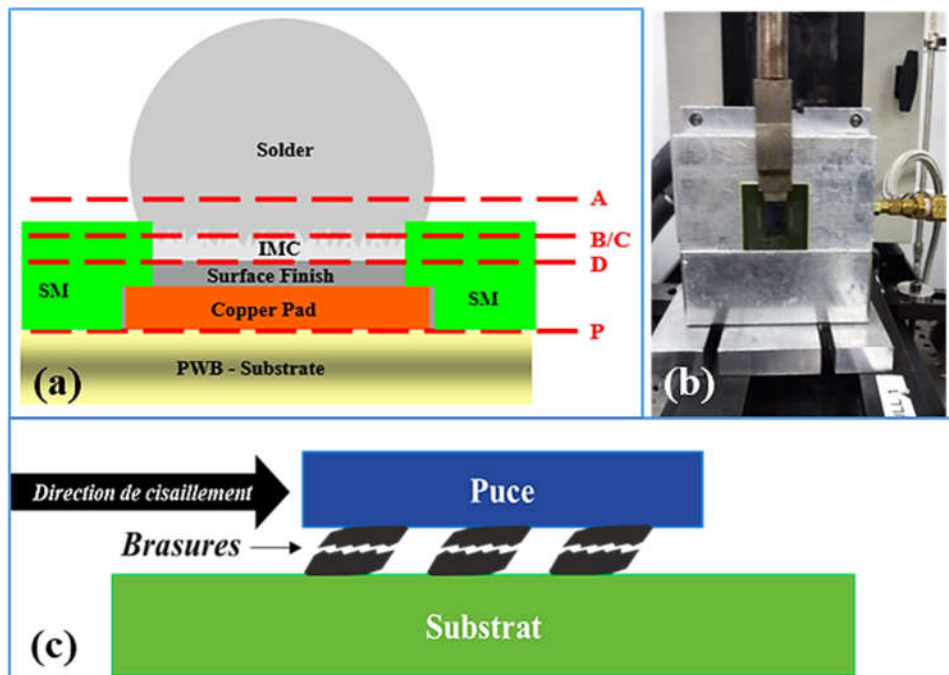 Solder
A
B/C
IMC
D
Surface Finish
SM
SM
Copper Pad
P
PWB - Substrate
(a)
(b)
Direction de cisaillement
Puce
Brasures
Substrat
(c)